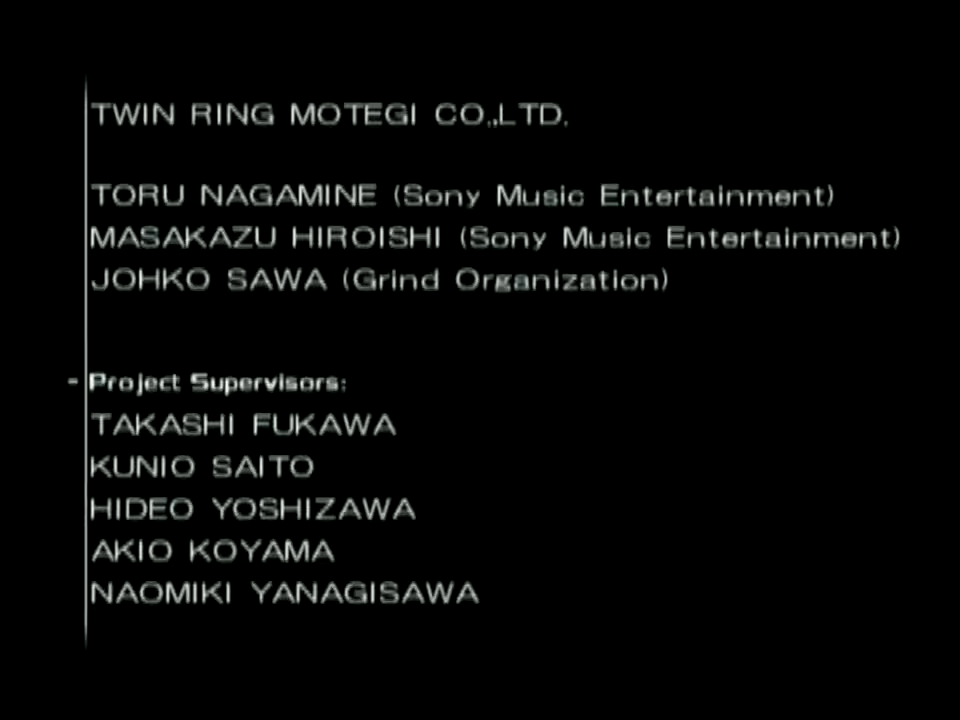 TWIN RING MOTEGI CO.,LTD.
TORU NAGAMINE (Sony Music Entertainment)
MASAKAZU HIROISHI (Sony Music Entertainment)
JOHKO SAWA (Grind Organization)
- Project Supervisors:
TAKASHI FUKAWA
KUNIO SAITO
HIDEO YOSHIZAWA
AKIO KOYAMA
NAOMIKI YANAGISAWA